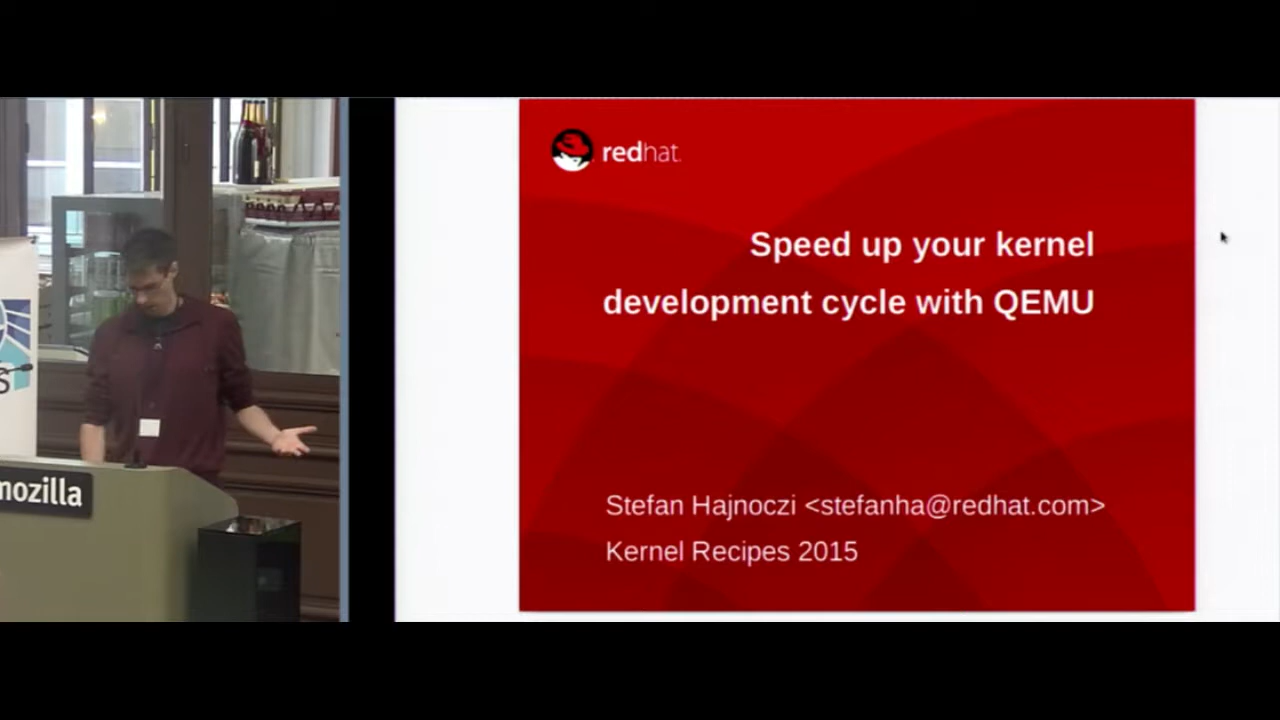 redhat.
Speed up your kernel
development cycle with QEMU
Stefan Hajnoczi <stefanha@redhat.com>
Kernel Recipes 2015
S
mozilla